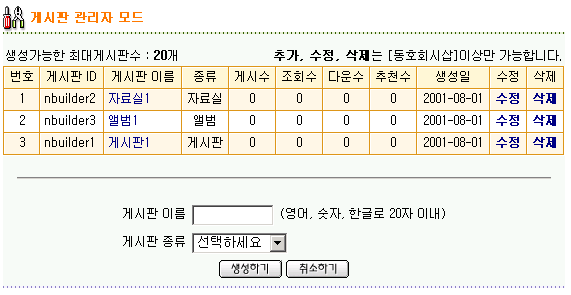 게시판 관리자 모드
생성가능한 최대게시판수 : 20개 추가, 수정, 삭제는 [동호회시삽]이상만 가능합니다.
번호 게시판 ID 게시판 이름 종류 게시수 조회수 다운수 추천수 생성일 수정 삭제
1 nbuilder2 자료실1 자료실 0 0 0 0 2001-08-01 수정 삭제
2 nbuilder3 앨범1 앨범 0 0 0 0 2001-08-01 수정 삭제
3 nbuilder1 게시판1 게시판 0 0 0 0 2001-08-01 수정 삭제
게시판 이름 (영어, 숫자, 한글로 20자 이내)
게시판 종류 선택하세요
생성하기 취소하기